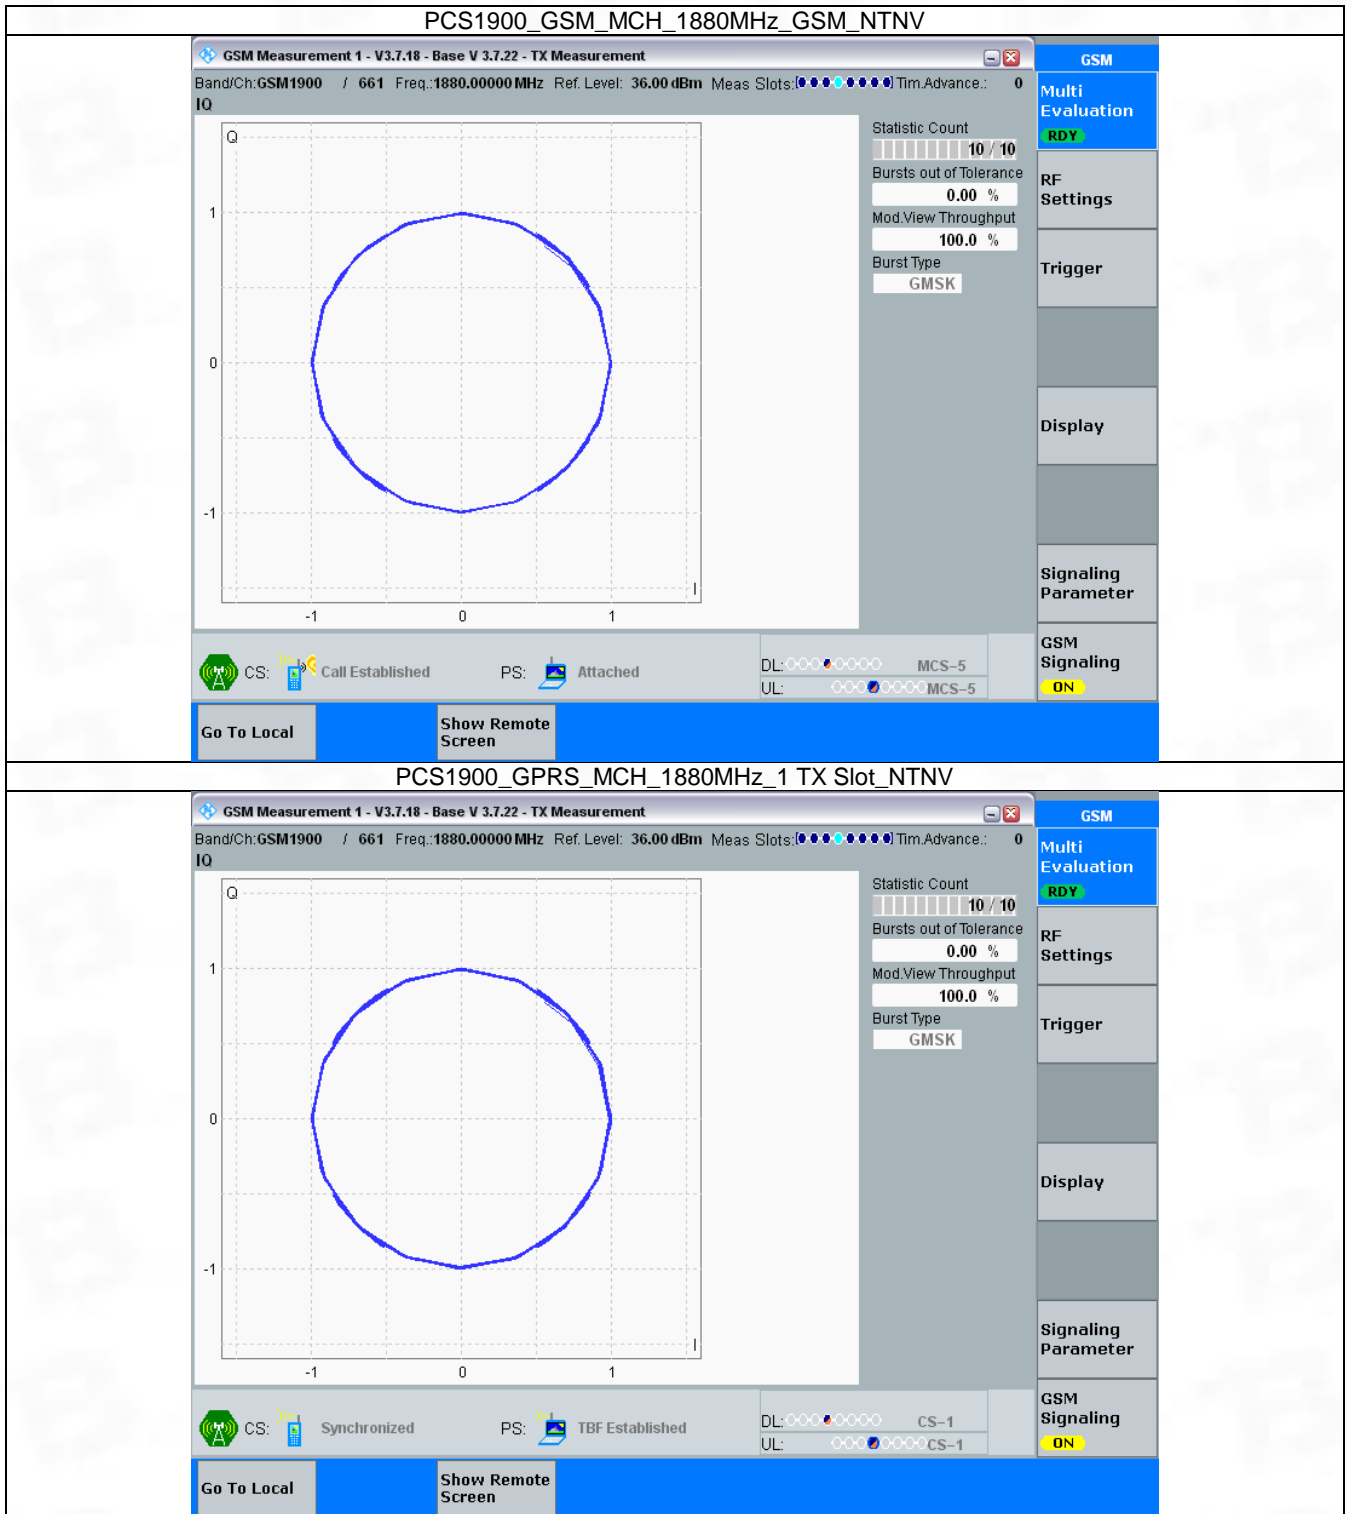 PCS1900_GSM_MCH_1880MHz_GSM_NTNV
GSM Measurement 1 - V3.7.18 - Base V 3.7.22 - TX Measurement
GSM
Band/Ch:GSM1900 / 661 Freq.:1880.00000 MHz Ref. Level: 36.00 dBm Meas Slots: Tim.Advance.: 0
IQ
Multi
Evaluation
RDY
Q
Statistic Count
10 / 10
Bursts out of Tolerance
0.00 %
Mod.View Throughput
100.0 %
Burst Type
GMSK
RF
Settings
Trigger
Display
Signaling
Parameter
GSM
Signaling
ON
1
0
-1
I
-1 0 1
CS: Call Established PS: Attached
DL: MCS-5
UL: MCS-5
Go To Local
Show Remote
Screen
PCS1900_GPRS_MCH_1880MHz_1 TX Slot_NTNV
GSM Measurement 1 - V3.7.18 - Base V 3.7.22 - TX Measurement
GSM
Band/Ch:GSM1900 / 661 Freq.:1880.00000 MHz Ref. Level: 36.00 dBm Meas Slots: Tim.Advance.: 0
IQ
Multi
Evaluation
RDY
Q
Statistic Count
10 / 10
Bursts out of Tolerance
0.00 %
Mod.View Throughput
100.0 %
Burst Type
GMSK
RF
Settings
Trigger
Display
Signaling
Parameter
GSM
Signaling
ON
1
0
-1
I
-1 0 1
CS: Synchronized PS: TBF Established
DL: CS-1
UL: CS-1
Go To Local
Show Remote
Screen